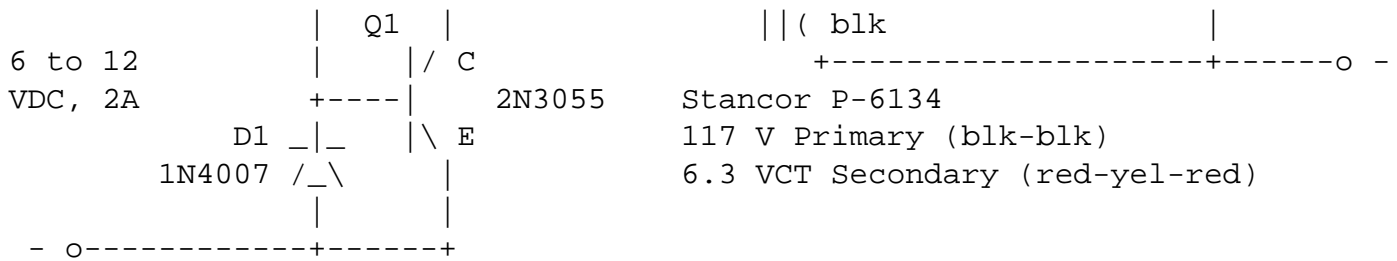 | Q1 | ||( blk |
6 to 12 | |/ C +--------------------+------o -
VDC, 2A +----| 2N3055 Stancor P-6134
D1 _|_ |\ E 117 V Primary (blk-blk)
1N4007 /_\ | 6.3 VCT Secondary (red-yel-red)
| |
- o------------+------+